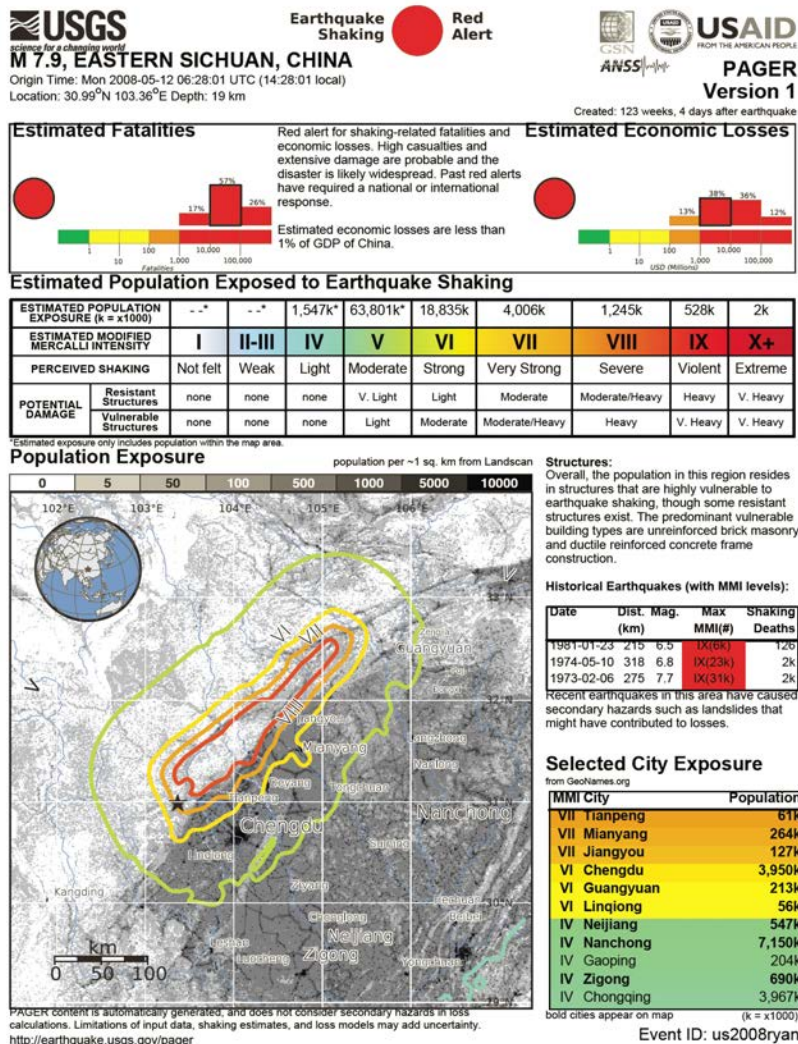 USGS
science for a changing world
Earthquake Shaking Red Alert
GSN
USAID
FROM THE AMERICAN PEOPLE
ANSS
M 7.9, EASTERN SICHUAN, CHINA
Origin Time: Mon 2008-05-12 06:28:01 UTC (14:28:01 local)
Location: 30.99°N 103.36°E Depth: 19 km
PAGER
Version 1
Created: 123 weeks, 4 days after earthquake
Estimated Fatalities
Red alert for shaking-related fatalities and
economic losses. High casualties and
extensive damage are probable and the
disaster is likely widespread. Past red alerts
have required a national or international
response.
Estimated economic losses are less than
1% of GDP of China.
17% 57% 26%
1 10 100 1,000 10,000 100,000
Fatalities
Estimated Economic Losses
13% 38% 36% 12%
1 10 100 1,000 10,000 100,000
USD (Millions)
Estimated Population Exposed to Earthquake Shaking
ESTIMATED POPULATION EXPOSURE (k = x1000) - -* - -* 1,547k* 63,801k* 18,835k 4,006k 1,245k 528k 2k
ESTIMATED MODIFIED MERCALLI INTENSITY I II-III IV V VI VII VIII IX X+
PERCEIVED SHAKING Not felt Weak Light Moderate Strong Very Strong Severe Violent Extreme
POTENTIAL DAMAGE
Resistant Structures none none none V. Light Light Moderate Moderate/Heavy Heavy V. Heavy
Vulnerable Structures none none none Light Moderate Moderate/Heavy Heavy V. Heavy V. Heavy
*Estimated exposure only includes population within the map area.
Population Exposure
population per ~1 sq. km from Landscan
0 5 50 100 500 1000 5000 10000
102°E 103°E 104°E 105°E 106°E
33°N
VI VII
Guangyuan
V
32°N
VIII
Jiangyou
Mianyang
Langzhong
Nanlong
Deyang
Tongchuan
Tianpeng
31°N
Chengdu
Nanchong
Linqiong
Suining
Ziyang
Kangding
30°N
Hechuan
Beibei
Chonglong
Neijiang
Leshan
Zigong
Luocheng
Yongchuan
km
0 50 100
29°N
PAGER content is automatically generated, and does not consider secondary hazards in loss
calculations. Limitations of input data, shaking estimates, and loss models may add uncertainty.
http://earthquake.usgs.gov/pager
Structures:
Overall, the population in this region resides
in structures that are highly vulnerable to
earthquake shaking, though some resistant
structures exist. The predominant vulnerable
building types are unreinforced brick masonry
and ductile reinforced concrete frame
construction.
Historical Earthquakes (with MMI levels):
Date Dist. (km) Mag. Max MMI(#) Shaking Deaths
1981-01-23 215 6.5 IX(6k) 126
1974-05-10 318 6.8 IX(23k) 2k
1973-02-06 275 7.7 IX(31k) 2k
Recent earthquakes in this area have caused
secondary hazards such as landslides that
might have contributed to losses.
Selected City Exposure
from GeoNames.org
MMI City Population
VII Tianpeng 61k
VII Mianyang 264k
VII Jiangyou 127k
VI Chengdu 3,950k
VI Guangyuan 213k
VI Linqiong 56k
IV Neijiang 547k
IV Nanchong 7,150k
IV Gaoping 204k
IV Zigong 690k
IV Chongqing 3,967k
bold cities appear on map (k = x1000)
Event ID: us2008ryan